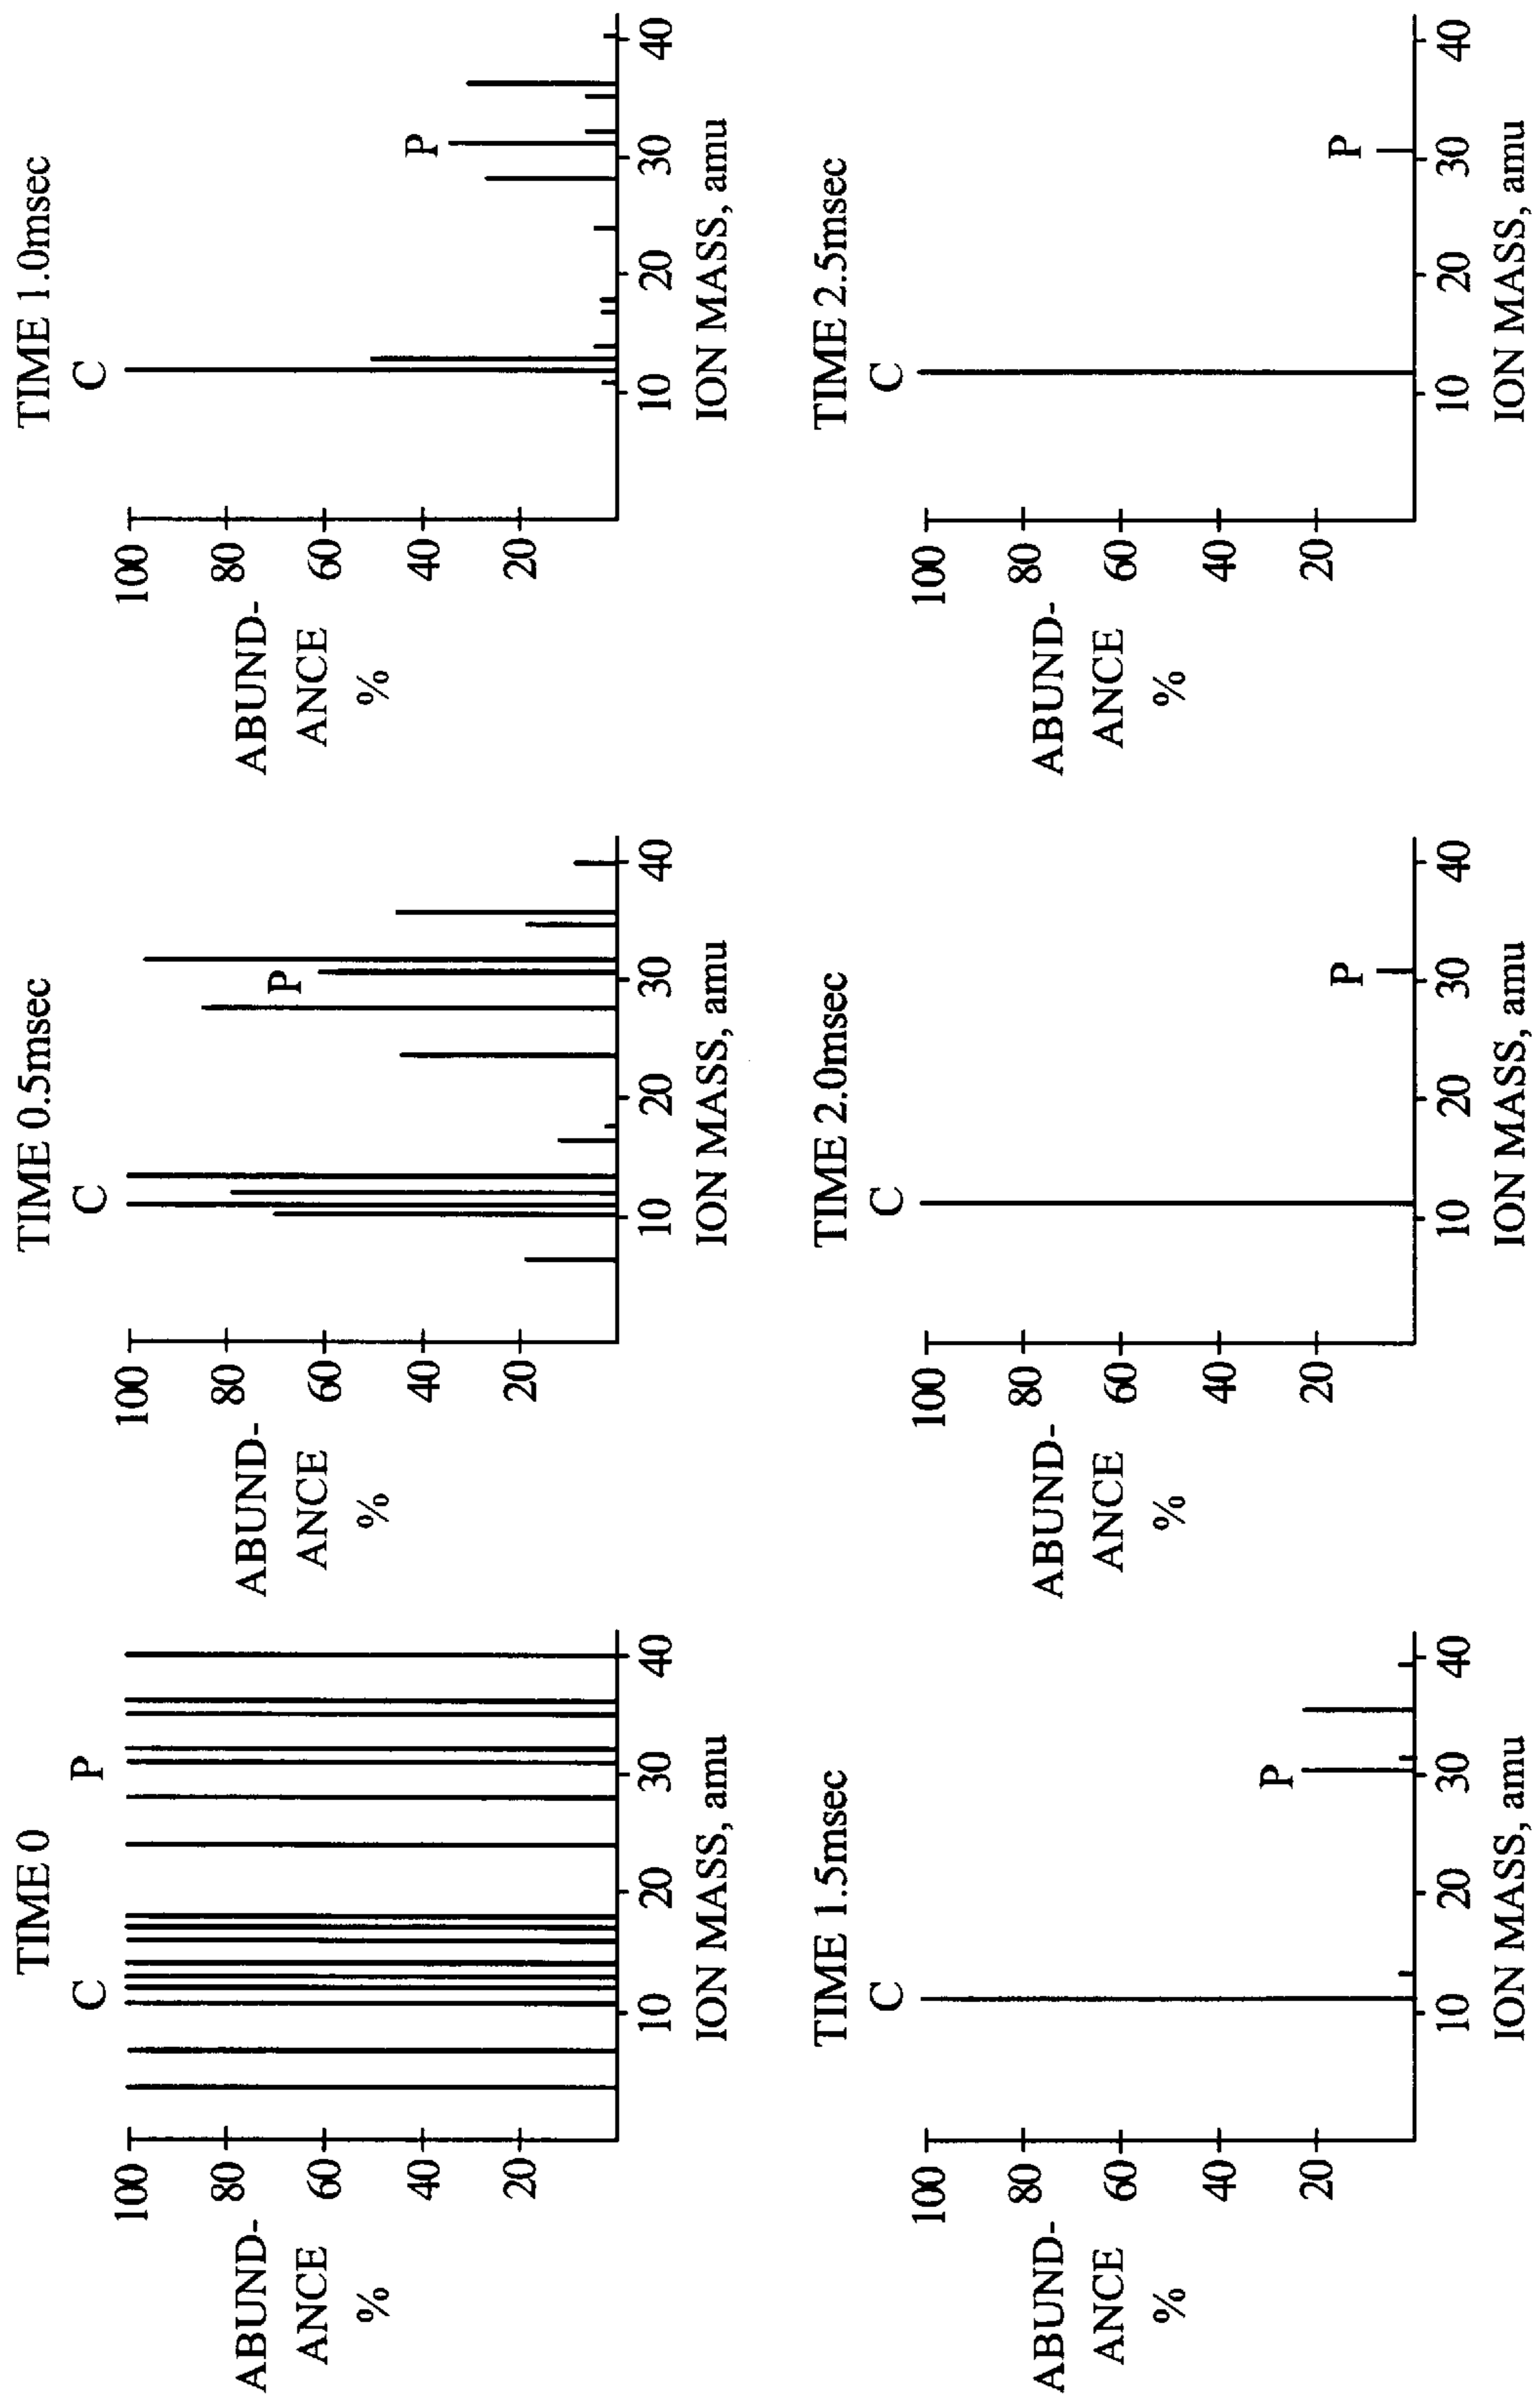 TIME 0
C P
100
80
60
40
20
ABUND-
ANCE
%
10 20 30 40
ION MASS, amu
TIME 0.5msec
C
P
100
80
60
40
20
ABUND-
ANCE
%
10 20 30 40
ION MASS, amu
TIME 1.0msec
C
P
100
80
60
40
20
ABUND-
ANCE
%
10 20 30 40
ION MASS, amu
TIME 1.5msec
C
P
100
80
60
40
20
ABUND-
ANCE
%
10 20 30 40
ION MASS, amu
TIME 2.0msec
C
P
100
80
60
40
20
ABUND-
ANCE
%
10 20 30 40
ION MASS, amu
TIME 2.5msec
C
P
100
80
60
40
20
ABUND-
ANCE
%
10 20 30 40
ION MASS, amu